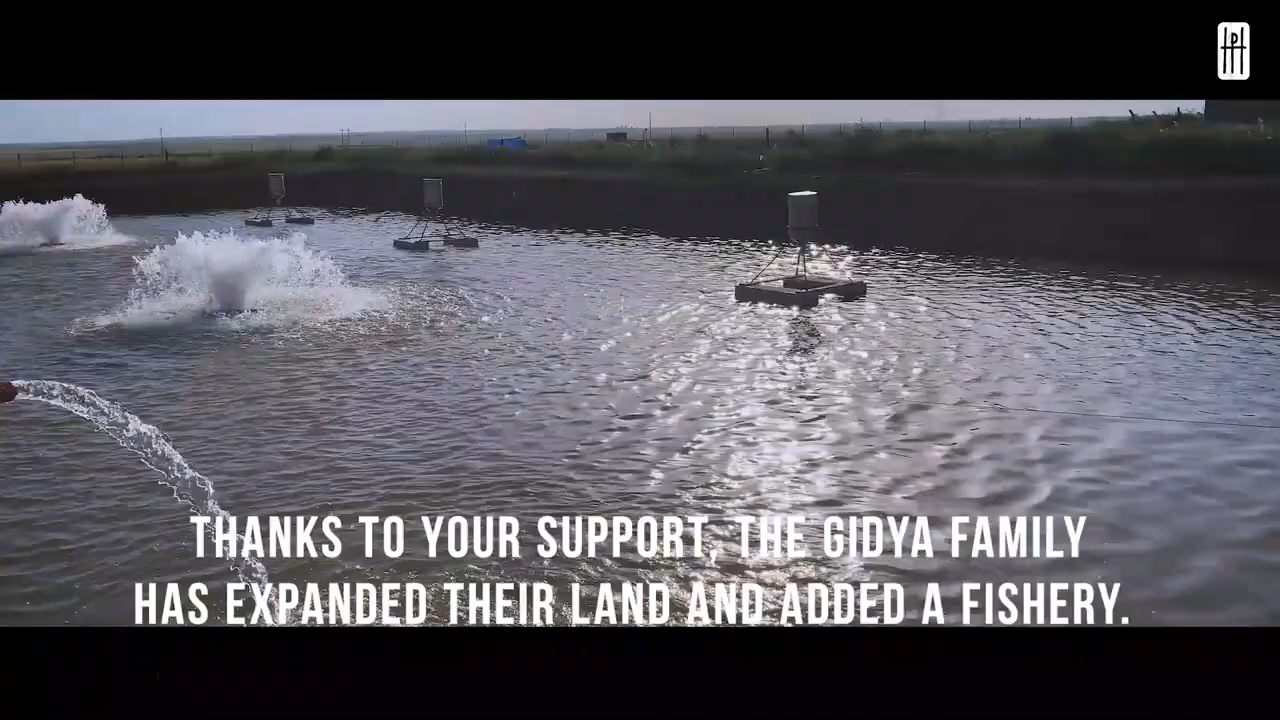 THANKS TO YOUR SUPPORT, THE GIDYA FAMILY
HAS EXPANDED THEIR LAND AND ADDED A FISHERY.